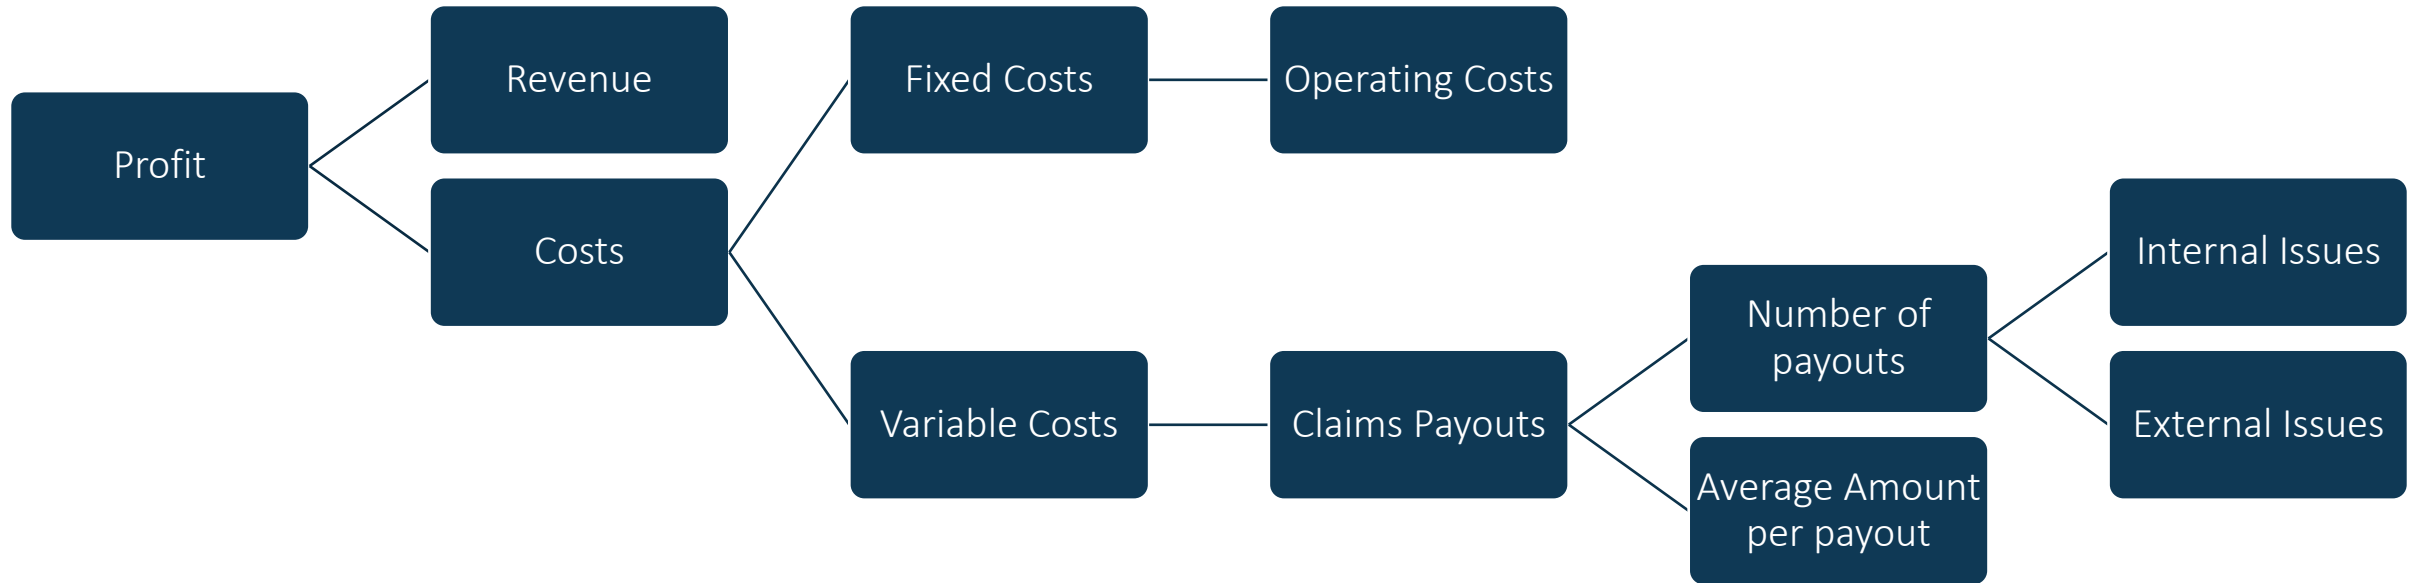 Profit
Revenue
Costs
Fixed Costs
Operating Costs
Variable Costs
Claims Payouts
Number of
payouts
Average Amount
per payout
Internal Issues
External Issues